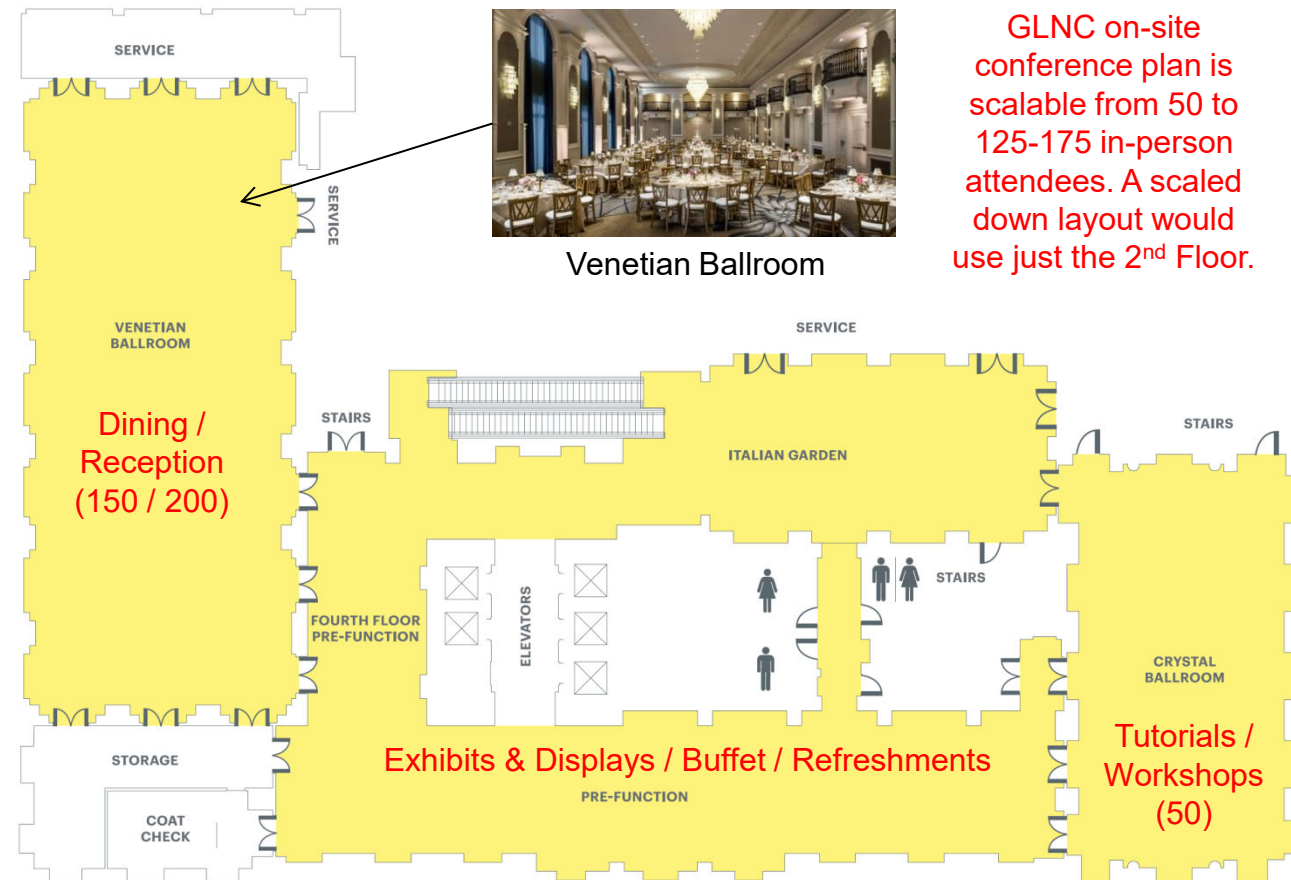 SERVICE
GLNC on-site
conference plan is
scalable from 50 to
125-175 in-person
attendees. A scaled
down layout would
use just the 2nd Floor.
SERVICE
Venetian Ballroom
VENETIAN
BALLROOM
SERVICE
Dining /
Reception
(150 / 200)
STAIRS
STAIRS
ITALIAN GARDEN
STAIRS
FOURTH FLOOR
PRE-FUNCTION
ELEVATORS
CRYSTAL
BALLROOM
Tutorials /
Workshops
(50)
STORAGE
Exhibits & Displays / Buffet / Refreshments
PRE-FUNCTION
COAT
CHECK